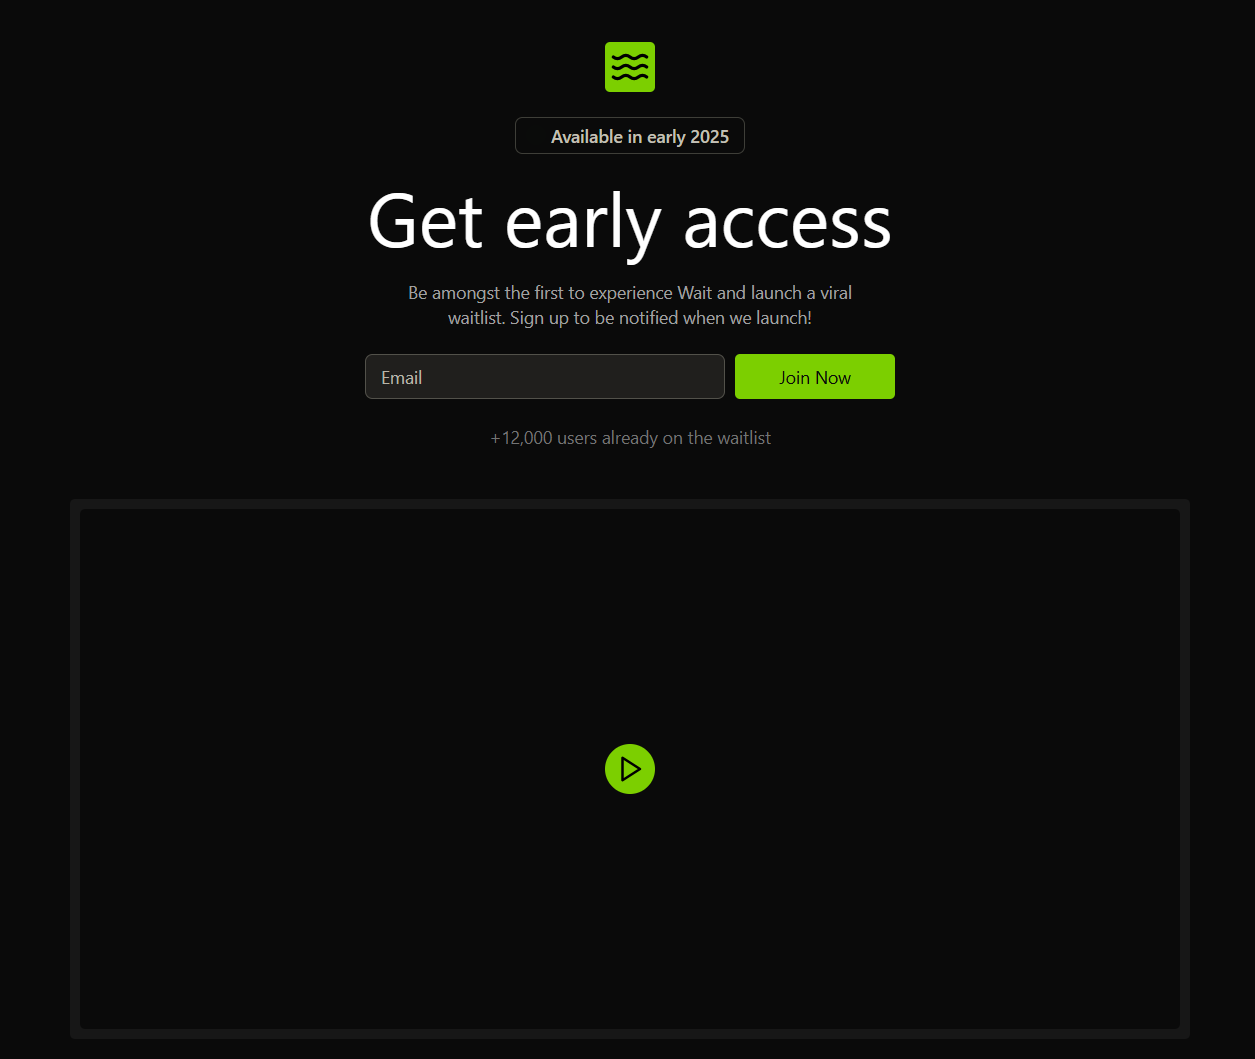 Available in early 2025
Get early access
Be amongst the first to experience Wait and launch a viral
waitlist. Sign up to be notified when we launch!
Email
Join Now
+12,000 users already on the waitlist